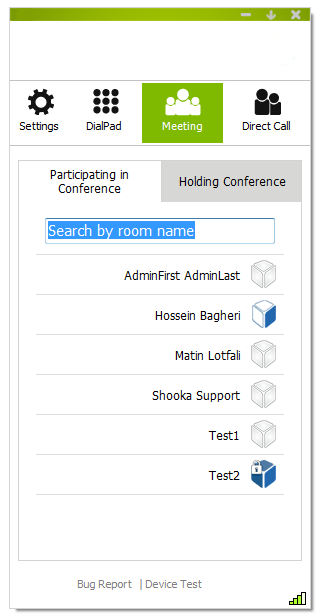 Settings
DialPad
Meeting
Direct Call
Participating in
Conference
Holding Conference
Search by room name
AdminFirst AdminLast
Hossein Bagheri
Matin Lotfali
Shooka Support
Test1
Test2
Bug Report | Device Test